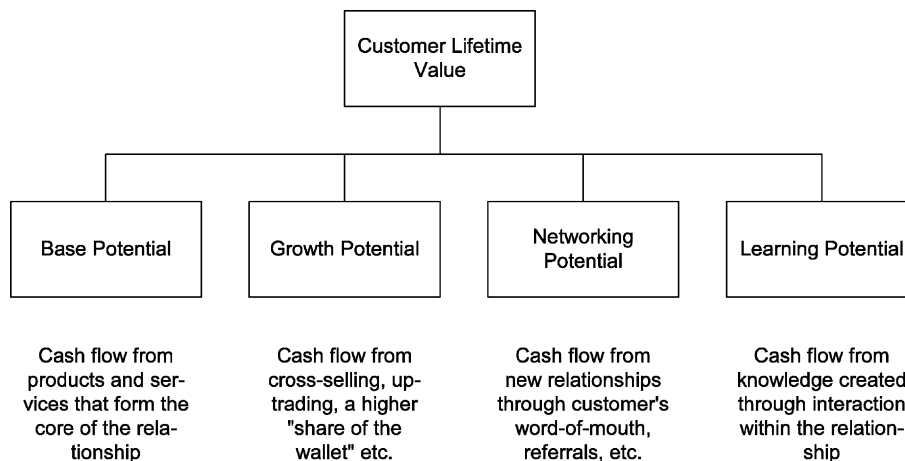 Customer Lifetime
Value
Base Potential
Growth Potential
Networking
Potential
Learning Potential
Cash flow from
products and ser-
vices that form the
core of the rela-
tionship
Cash flow from
cross-selling, up-
trading, a higher
"share of the
wallet" etc.
Cash flow from
new relationships
through customer's
word-of-mouth,
referrals, etc.
Cash flow from
knowledge created
through interaction
within the relation-
ship